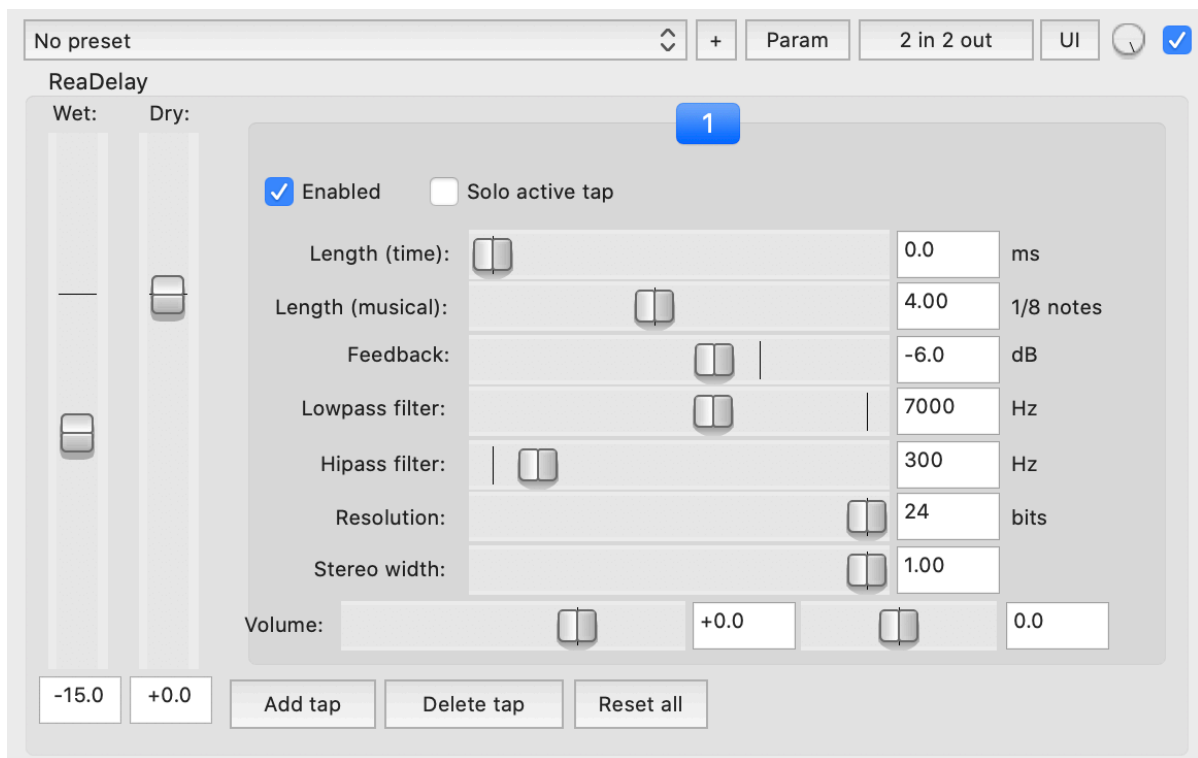 No preset + Param 2 in 2 out UI
ReaDelay
Wet: Dry:
1
Enabled Solo active tap
Length (time): 0.0 ms
Length (musical): 4.00 1/8 notes
Feedback: -6.0 dB
Lowpass filter: 7000 Hz
Hipass filter: 300 Hz
Resolution: 24 bits
Stereo width: 1.00
Volume: +0.0 0.0
-15.0 +0.0 Add tap Delete tap Reset all